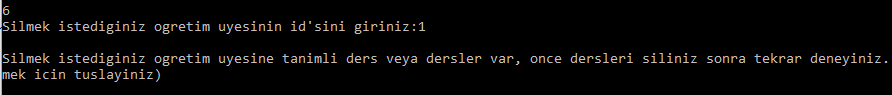 6
Silmek istediginiz ogretim uyesinin id'sini giriniz:1
Silmek istediginiz ogretim uyesine tanimli ders veya dersler var, once dersleri siliniz sonra tekrar deneyiniz.
mek icin tuslayiniz)